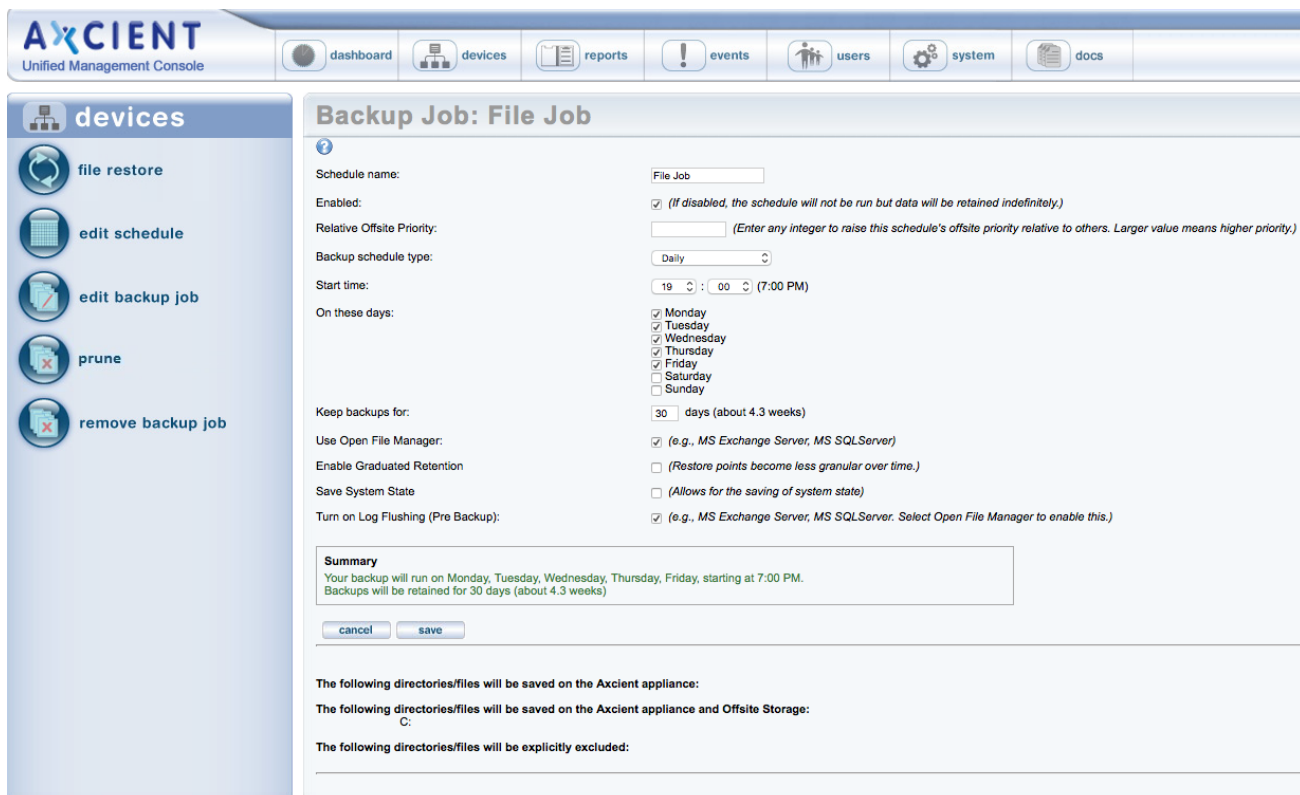 AXCIENT
Unified Management Console
dashboard devices reports events users system docs
devices
file restore
edit schedule
edit backup job
prune
remove backup job
Backup Job: File Job
?
Schedule name: File Job
Enabled: (If disabled, the schedule will not be run but data will be retained indefinitely.)
Relative Offsite Priority: (Enter any integer to raise this schedule's offsite priority relative to others. Larger value means higher priority.)
Backup schedule type: Daily
Start time: 19 : 00 (7:00 PM)
On these days: Monday
Tuesday
Wednesday
Thursday
Friday
Saturday
Sunday
Keep backups for: 30 days (about 4.3 weeks)
Use Open File Manager: (e.g., MS Exchange Server, MS SQLServer)
Enable Graduated Retention (Restore points become less granular over time.)
Save System State (Allows for the saving of system state)
Turn on Log Flushing (Pre Backup): (e.g., MS Exchange Server, MS SQLServer. Select Open File Manager to enable this.)
Summary
Your backup will run on Monday, Tuesday, Wednesday, Thursday, Friday, starting at 7:00 PM.
Backups will be retained for 30 days (about 4.3 weeks)
cancel save
The following directories/files will be saved on the Axcient appliance:
The following directories/files will be saved on the Axcient appliance and Offsite Storage:
C:
The following directories/files will be explicitly excluded: